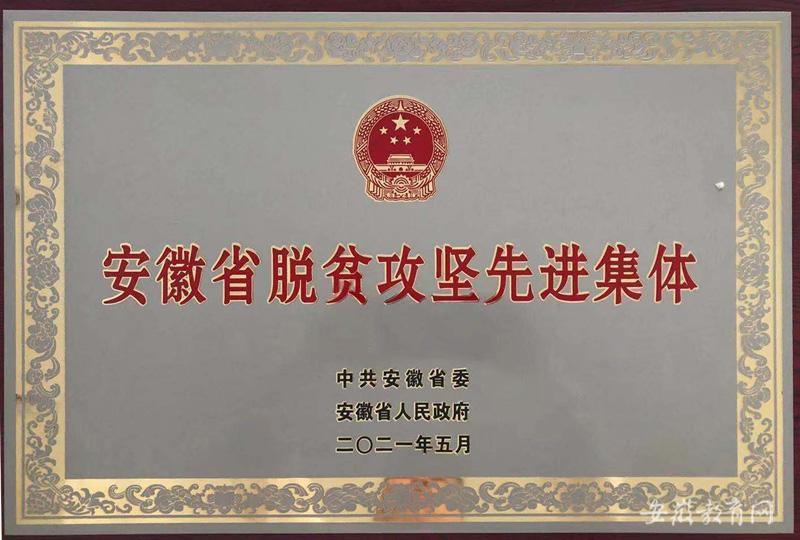 安徽省脱贫攻坚先进集体
中共安徽省委
安徽省人民政府
二〇二一年五月
安徽教育网